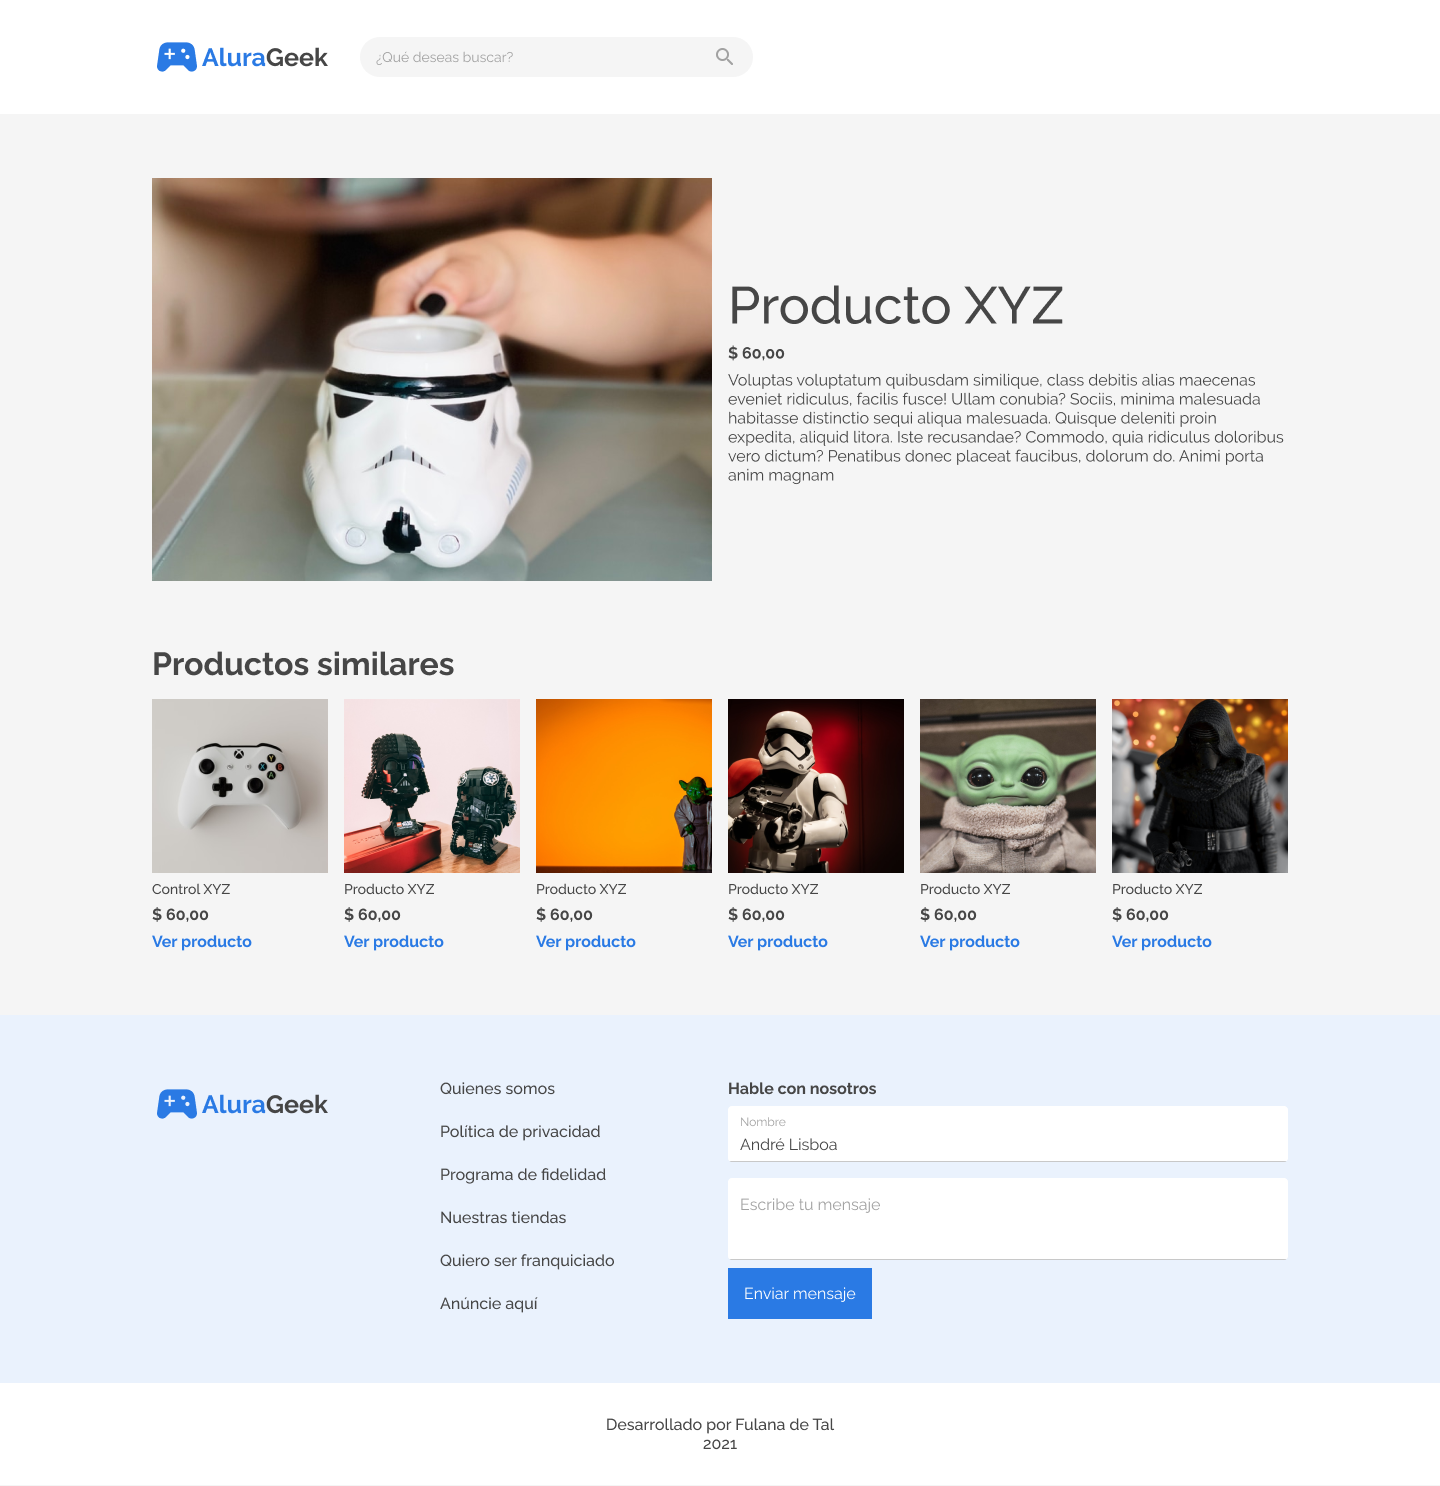 AluraGeek
¿Qué deseas buscar?
Producto XYZ
$ 60,00
Voluptas voluptatum quibusdam similique, class debitis alias maecenas
eveniet ridiculus, facilis fusce! Ullam conubia? Sociis, minima malesuada
habitasse distinctio sequi aliqua malesuada. Quisque deleniti proin
expedita, aliquid litora. Iste recusandae? Commodo, quia ridiculus doloribus
vero dictum? Penatibus donec placeat faucibus, dolorum do. Animi porta
anim magnam
Productos similares
Control XYZ
$ 60,00
Ver producto
Producto XYZ
$ 60,00
Ver producto
Producto XYZ
$ 60,00
Ver producto
Producto XYZ
$ 60,00
Ver producto
Producto XYZ
$ 60,00
Ver producto
Producto XYZ
$ 60,00
Ver producto
AluraGeek
Quienes somos
Política de privacidad
Programa de fidelidad
Nuestras tiendas
Quiero ser franquiciado
Anúncie aquí
Hable con nosotros
Nombre
André Lisboa
Escribe tu mensaje
Enviar mensaje
Desarrollado por Fulana de Tal
2021